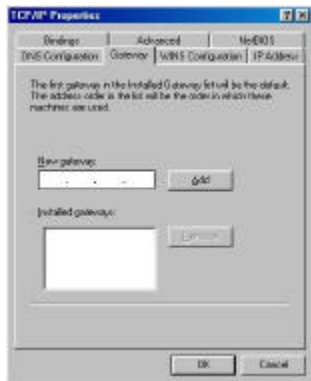 TCP/IP Properties
Bindings Advanced NetBIOS
DNS Configuration Gateway WINS Configuration IP Address
The first gateway in the Installed Gateway list will be the default.
The address order in the list will be the order in which these
machines are used.
New gateway:
. . .
Add
Installed gateways:
Remove
OK Cancel